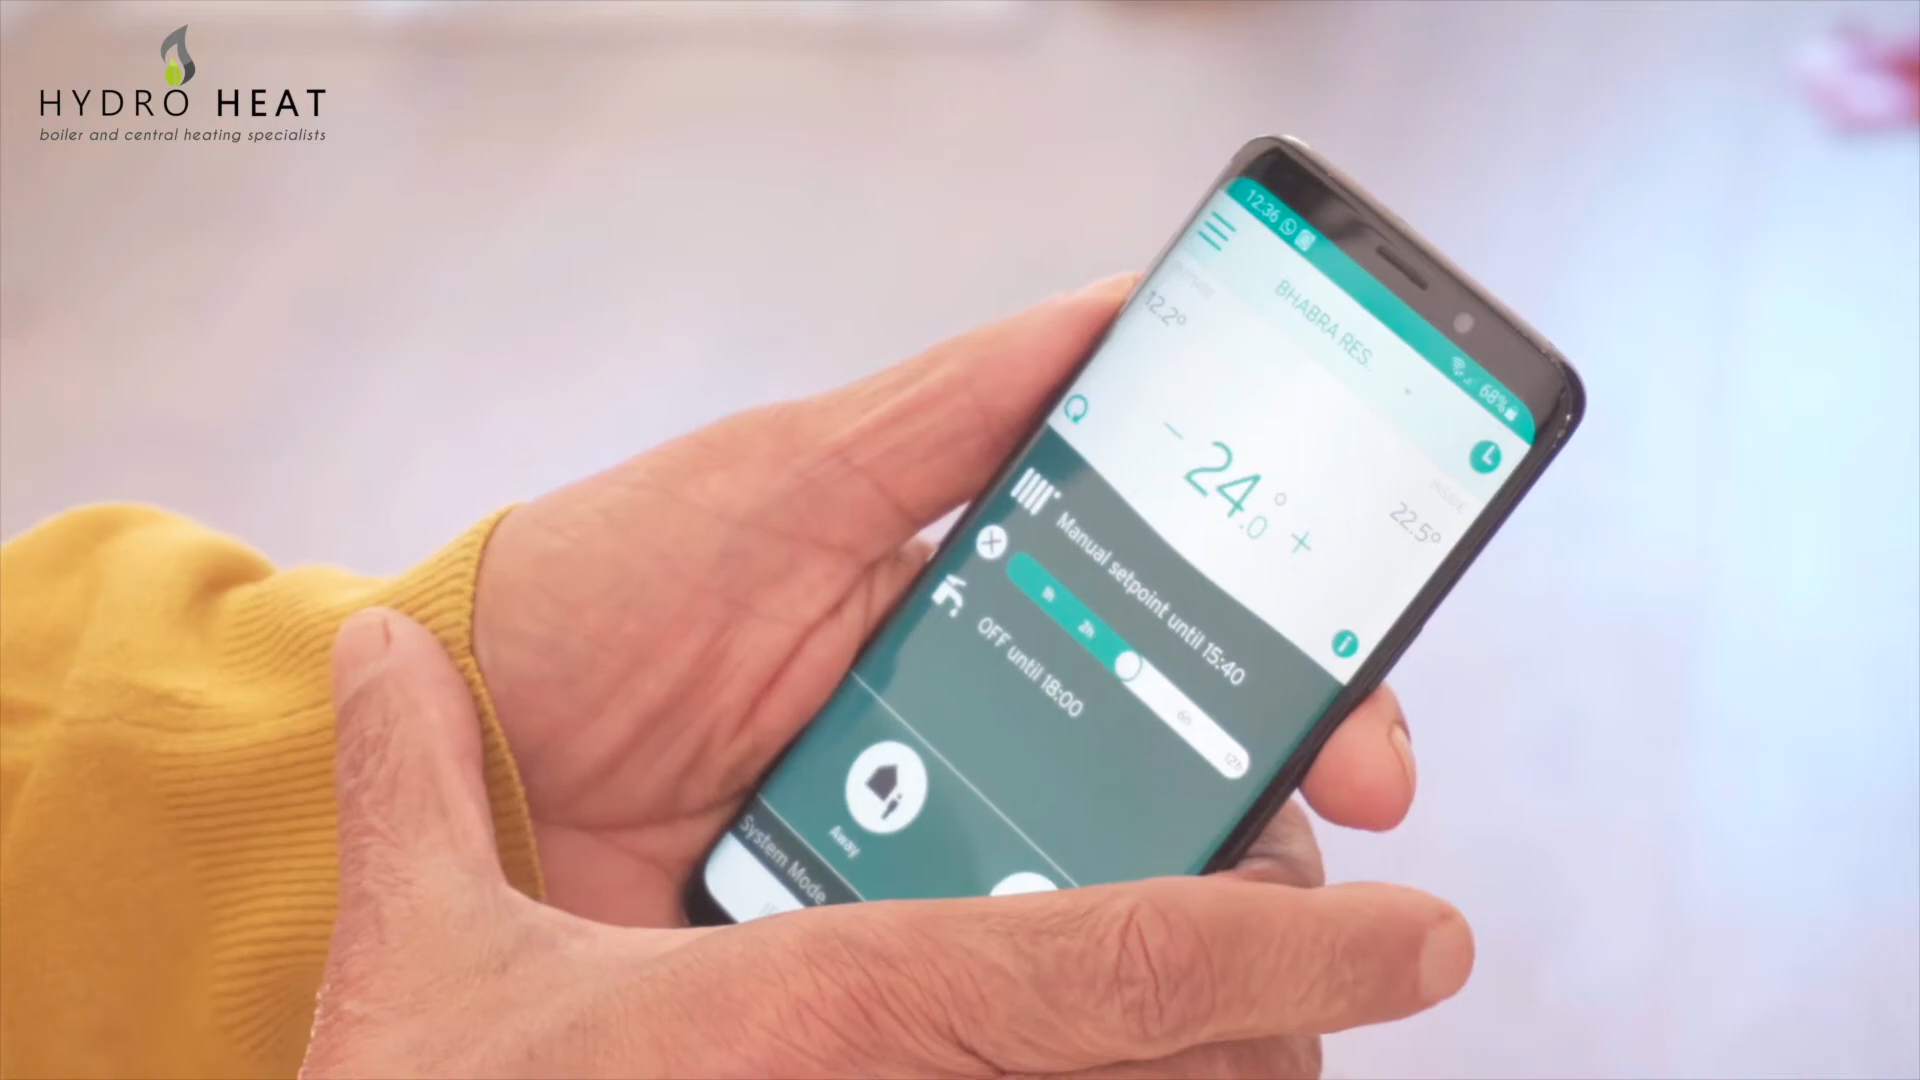 HYDRO HEAT
boiler and central heating specialists
12:36
68%
BHABRA RES..
12.2°
24.0°
22.5°
Manual setpoint until 15:40
2h
6h
12h
OFF until 18:00
Away
System Mode